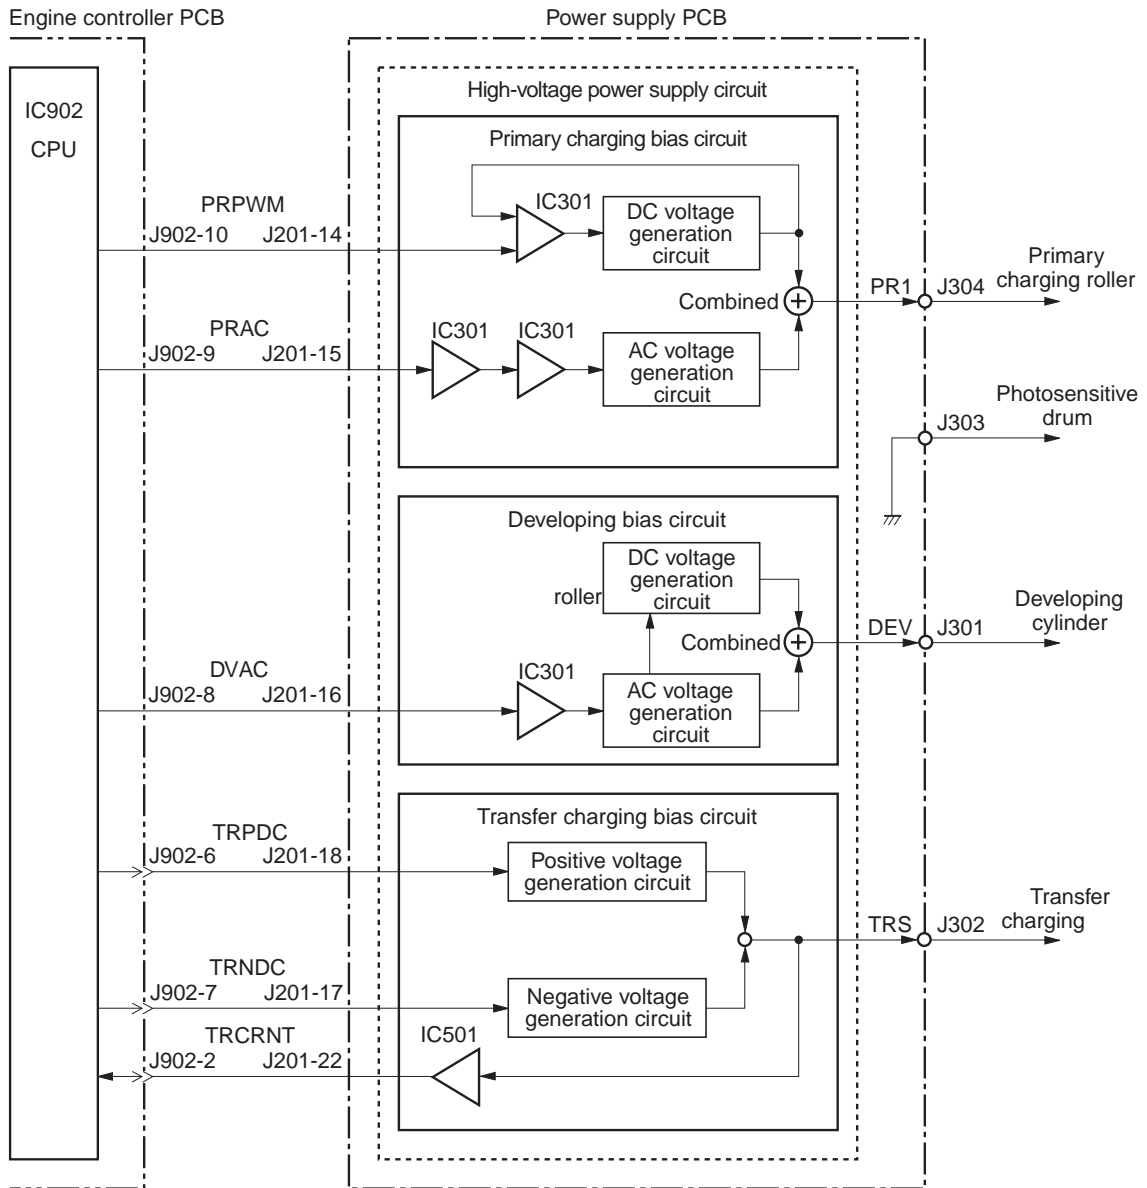 Engine controller PCB
Power supply PCB
IC902
CPU
High-voltage power supply circuit
Primary charging bias circuit
PRPWM
J902-10 J201-14
IC301
DC voltage
generation
circuit
PRAC
J902-9 J201-15
IC301
IC301
AC voltage
generation
circuit
Combined
PR1
J304
Primary
charging roller
J303
Photosensitive
drum
Developing bias circuit
DC voltage
generation
circuit
roller
DVAC
J902-8 J201-16
IC301
AC voltage
generation
circuit
Combined
DEV
J301
Developing
cylinder
Transfer charging bias circuit
TRPDC
J902-6 J201-18
Positive voltage
generation circuit
TRNDC
J902-7 J201-17
Negative voltage
generation circuit
TRS
J302
Transfer
charging
TRCRNT
J902-2 J201-22
IC501